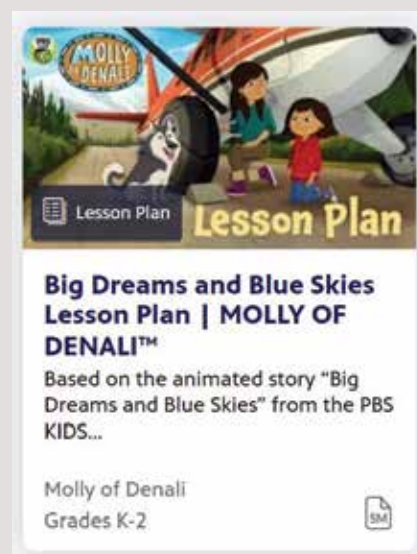 MOLLY
OF DENALI
Lesson Plan
Lesson Plan
Big Dreams and Blue Skies
Lesson Plan | MOLLY OF
DENALI™
Based on the animated story “Big
Dreams and Blue Skies” from the PBS
KIDS...
Molly of Denali
Grades K-2
SM